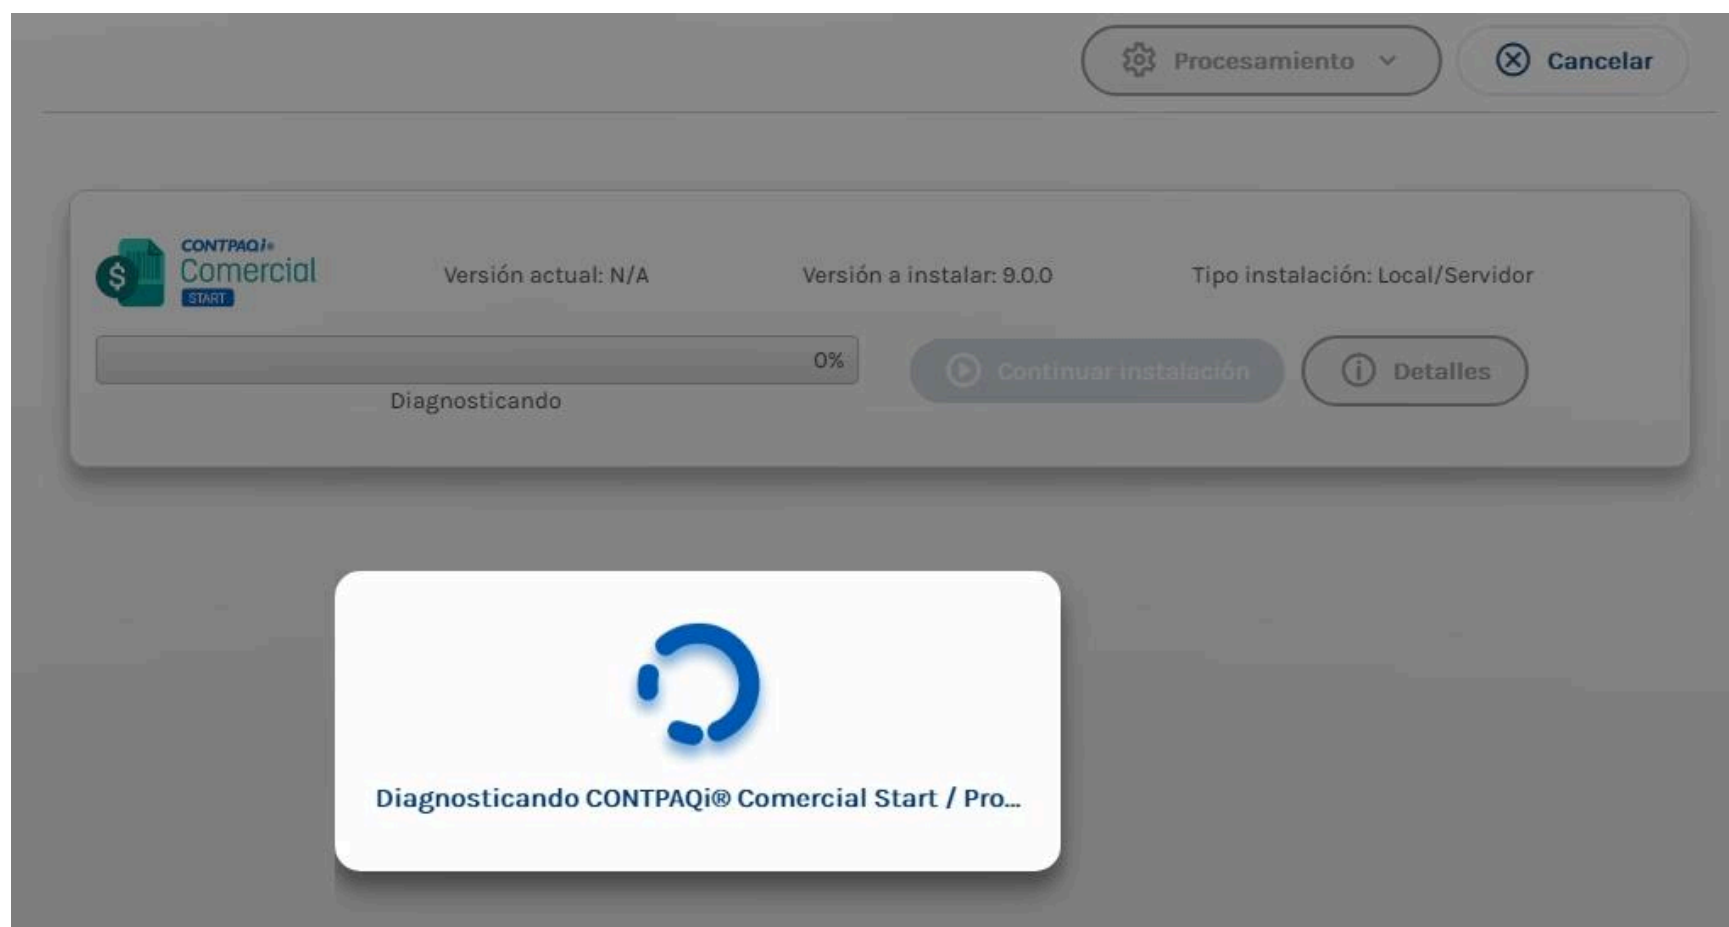 Procesamiento
Cancelar
CONTPAQi®
Comercial
START
Versión actual: N/A
Versión a instalar: 9.0.0
Tipo instalación: Local/Servidor
0%
Continuar instalación
Detalles
Diagnosticando
Diagnosticando CONTPAQi® Comercial Start / Pro...